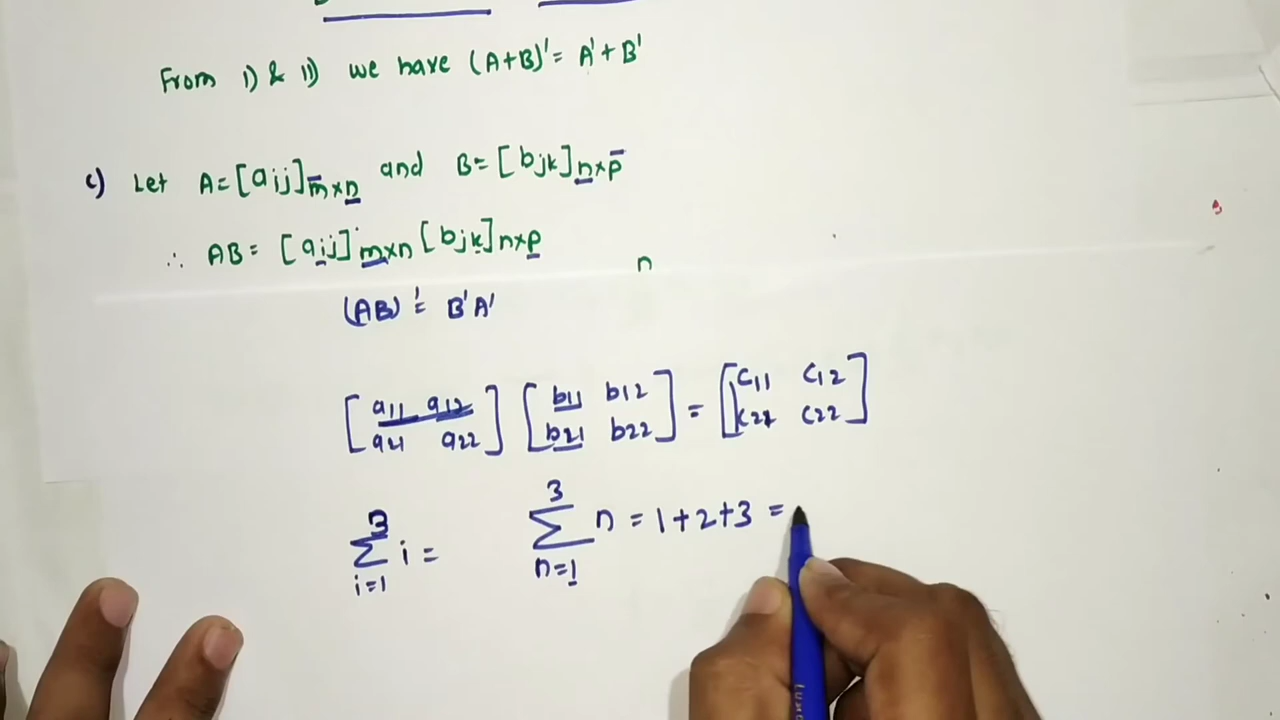 From i) & ii) we have (A+B)' = A' + B'
c) Let A = [aij]m×n and B = [bjk]n×p
∴ AB = [aij]m×n [bjk]n×p
n
(AB)' = B'A'
[a11 a12] [b11 b12] = [c11 c12]
[a21 a22] [b21 b22] [c21 c22]
3
3
∑ n = 1+2+3 =
∑ i =
n=1
i=1